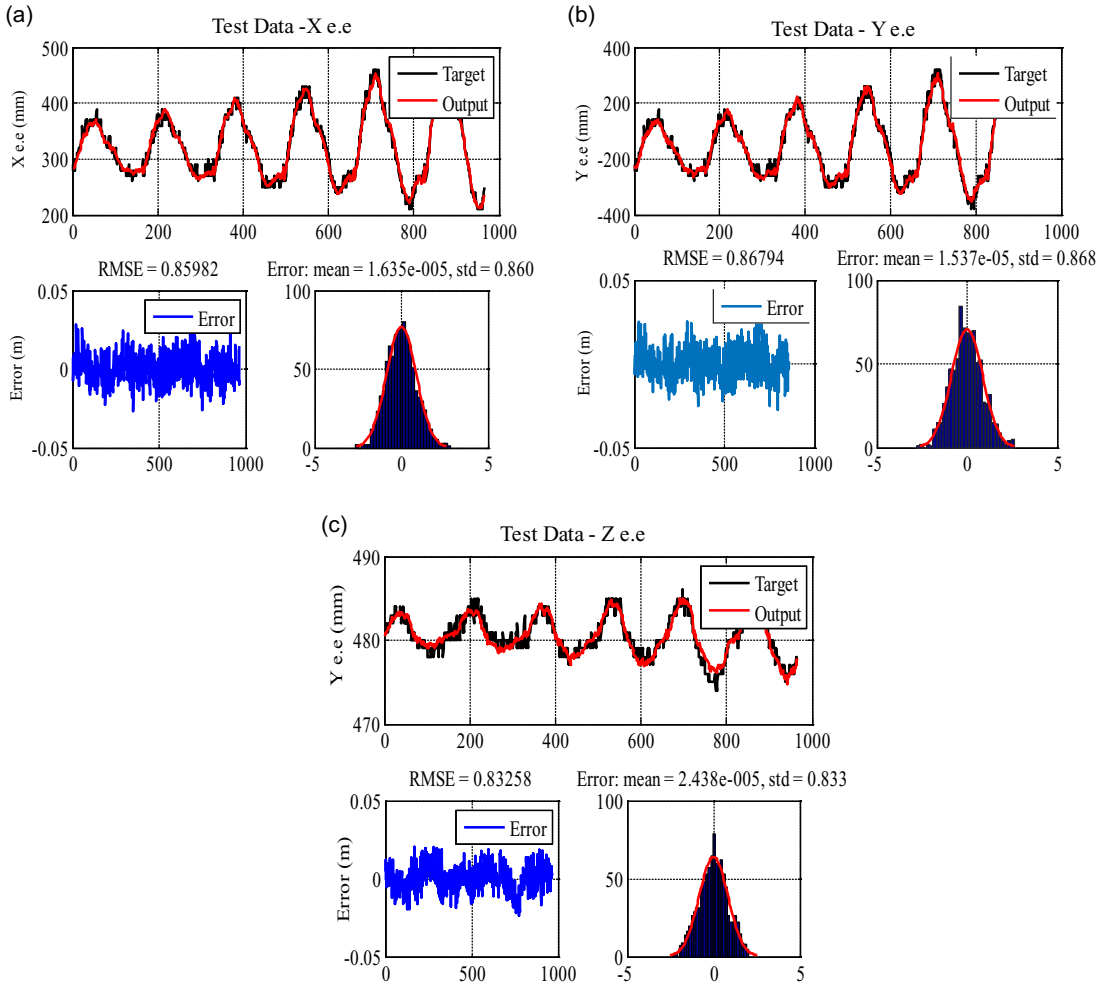 (a)
Test Data -X e.e
500
400
300
200
X e.e (mm)
Target
Output
0
200
400
600
800
1000
RMSE = 0.85982
0.05
0
-0.05
Error (m)
Error
0
500
1000
Error: mean = 1.635e-005, std = 0.860
100
50
0
-5
0
5
(b)
Test Data - Y e.e
400
200
-200
-400
Y e.e (mm)
Target
Output
0
200
400
600
800
1000
RMSE = 0.86794
0.05
0
-0.05
Error (m)
Error
0
500
1000
Error: mean = 1.537e-05, std = 0.868
100
50
0
-5
0
5
(c)
Test Data - Z e.e
490
480
470
Y e.e (mm)
Target
Output
0
200
400
600
800
1000
RMSE = 0.83258
0.05
0
-0.05
Error (m)
Error
0
500
1000
Error: mean = 2.438e-005, std = 0.833
100
50
0
-5
0
5